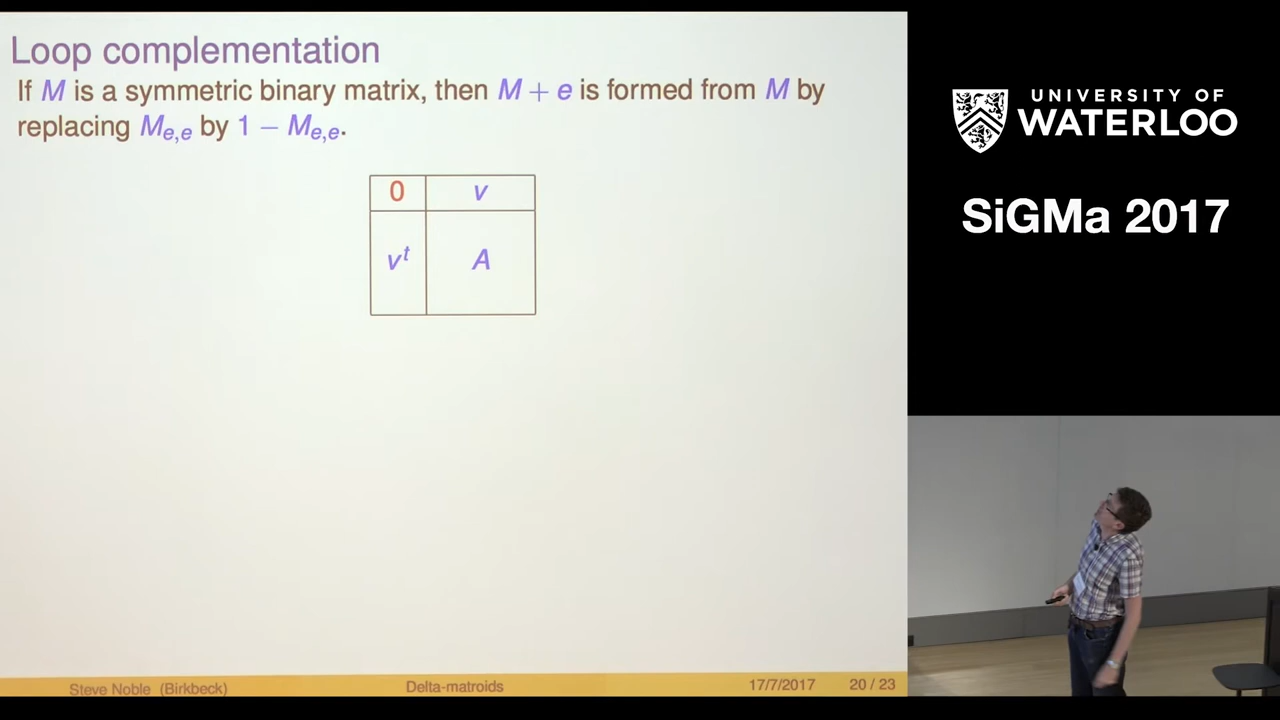 Loop complementation
If M is a symmetric binary matrix, then M + e is formed from M by
replacing M_{e,e} by 1 − M_{e,e}.
0 v
v^t A
Steve Noble (Birkbeck) Delta-matroids 17/7/2017 20 / 23
UNIVERSITY OF
WATERLOO
SiGMa 2017